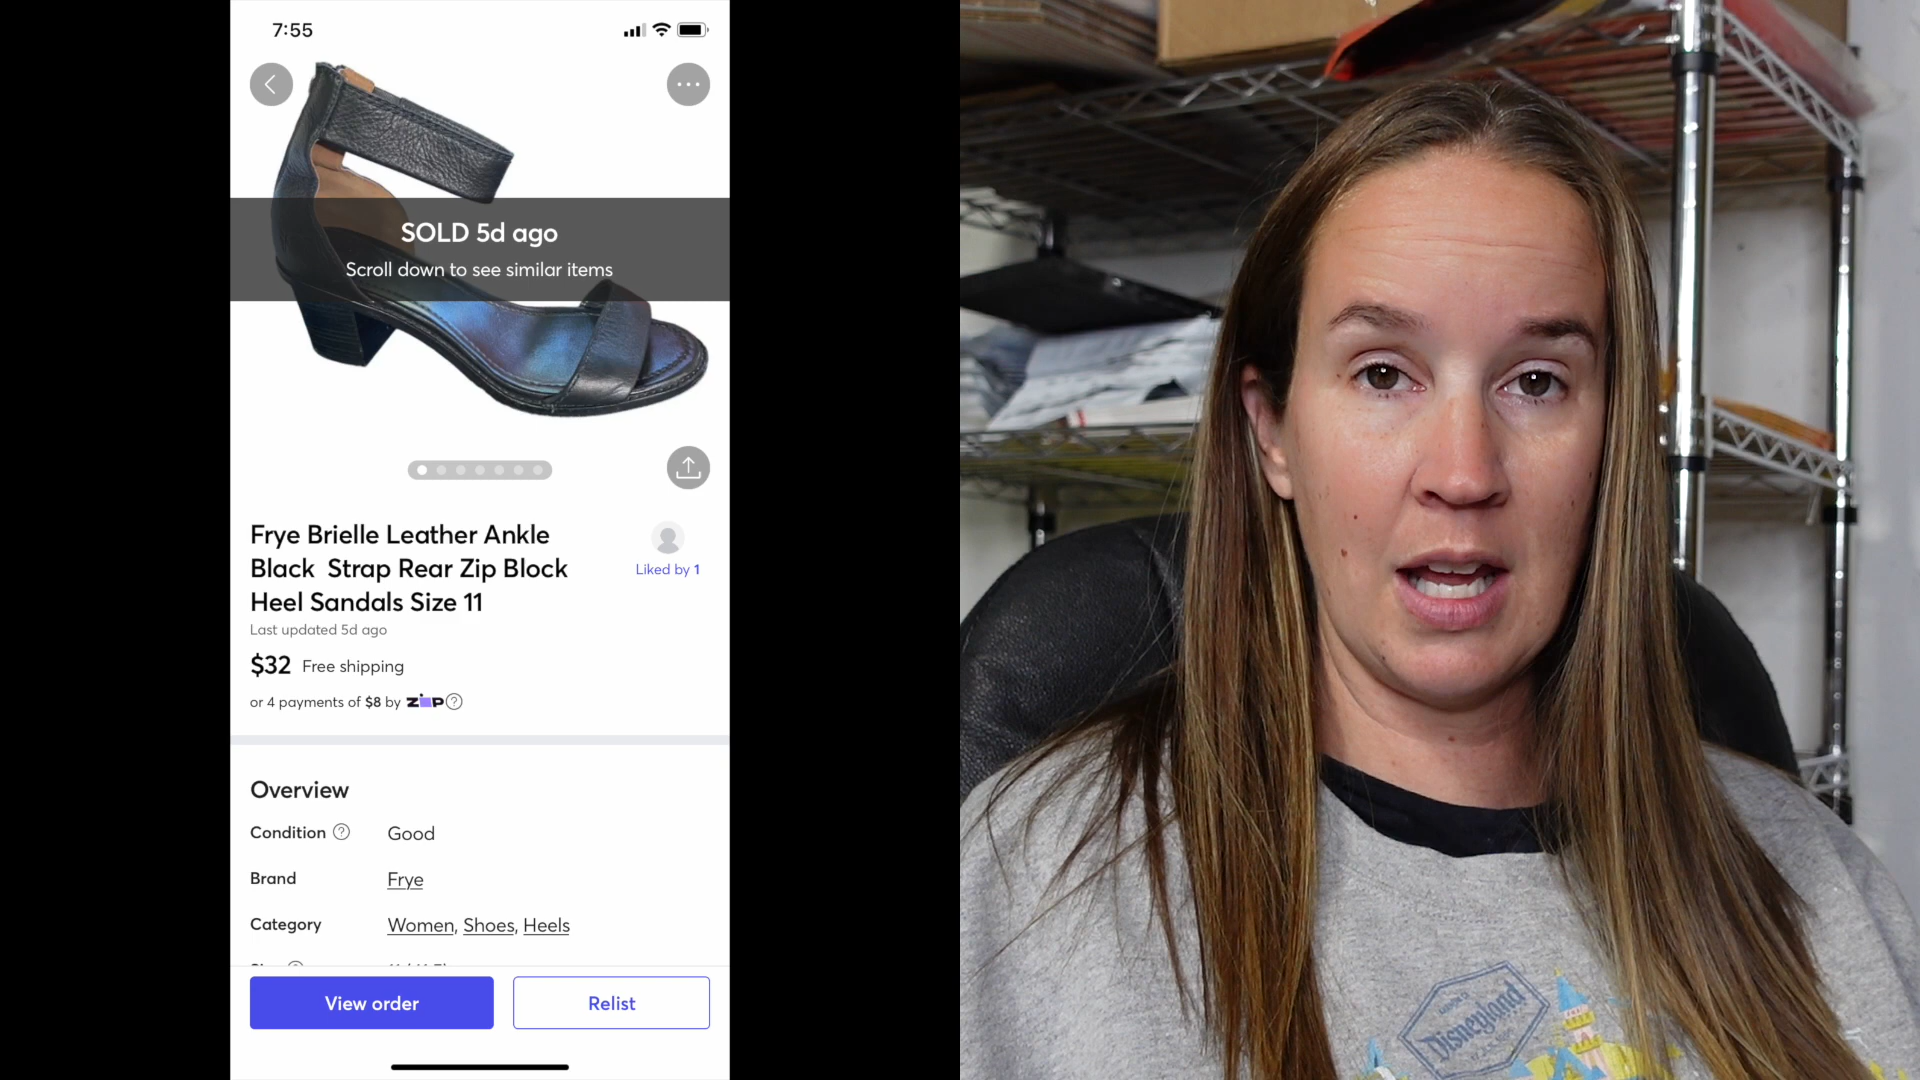 7:55
SOLD 5d ago
Scroll down to see similar items
Frye Brielle Leather Ankle
Black Strap Rear Zip Block
Heel Sandals Size 11
Liked by 1
Last updated 5d ago
$32 Free shipping
or 4 payments of $8 by ZIP
Overview
Condition Good
Brand Frye
Category Women, Shoes, Heels
View order
Relist
Disneyland